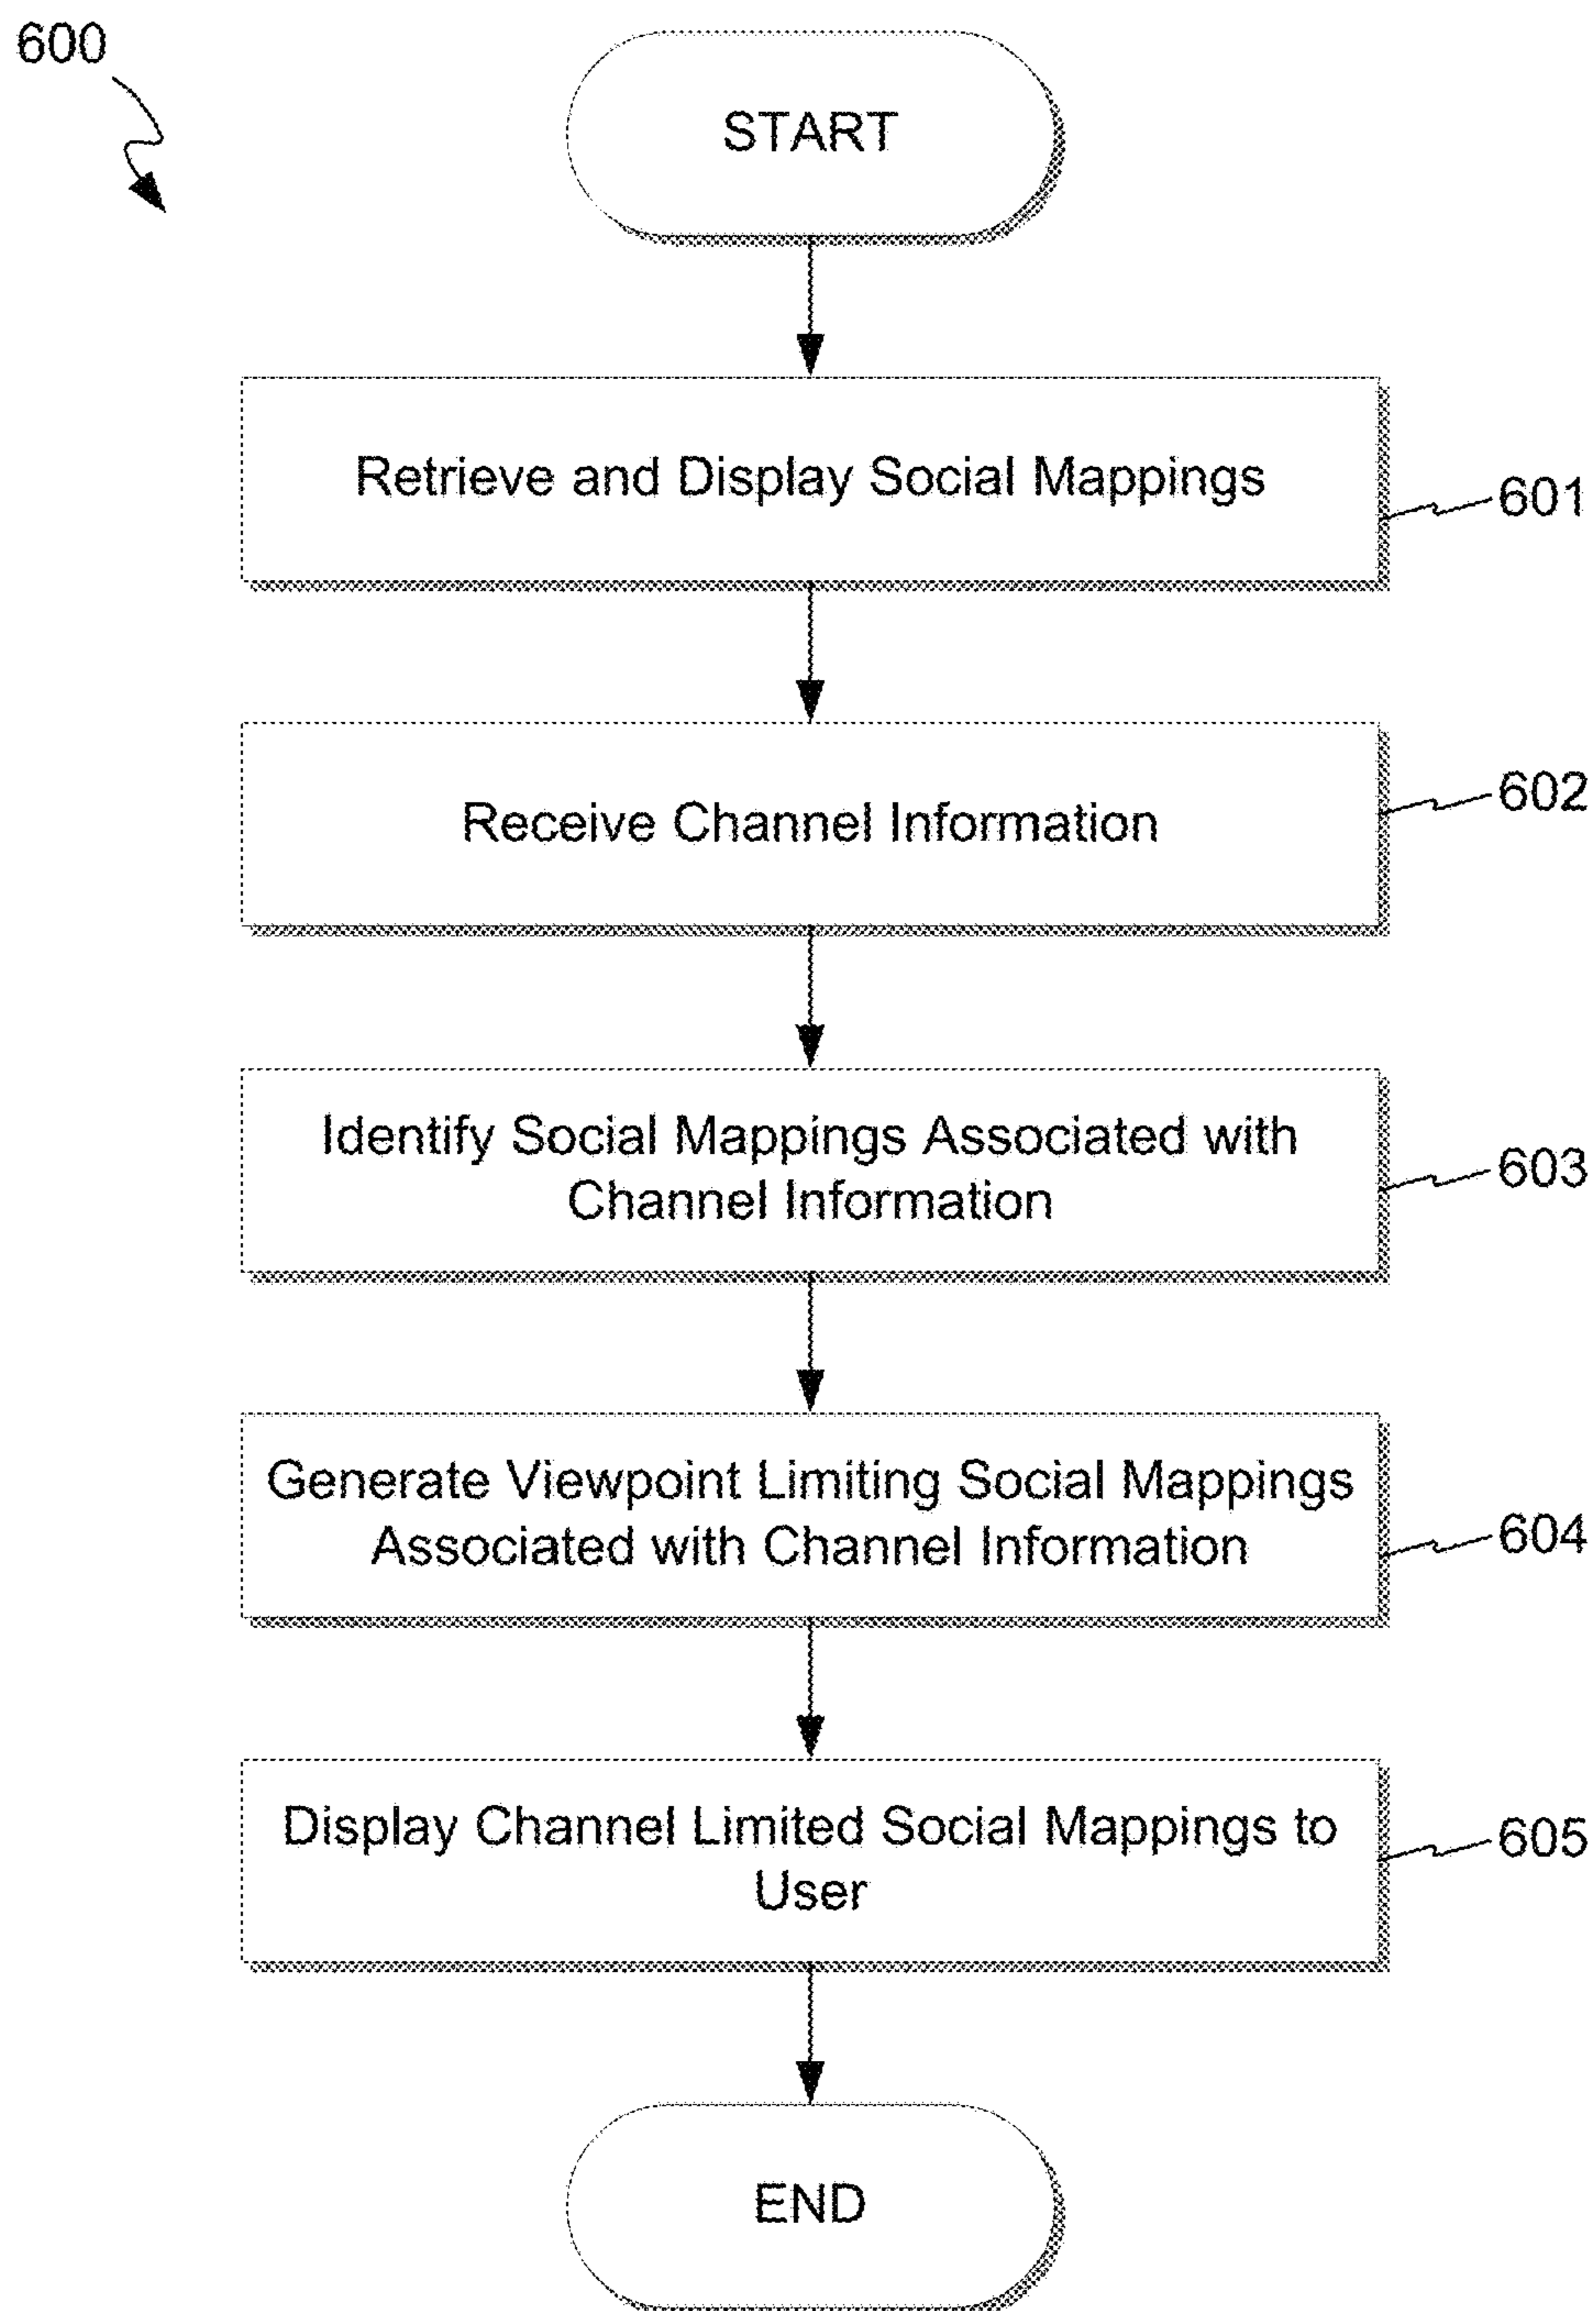 600
START
Retrieve and Display Social Mappings
601
Receive Channel Information
602
Identify Social Mappings Associated with
Channel Information
603
Generate Viewpoint Limiting Social Mappings
Associated with Channel Information
604
Display Channel Limited Social Mappings to
User
605
END